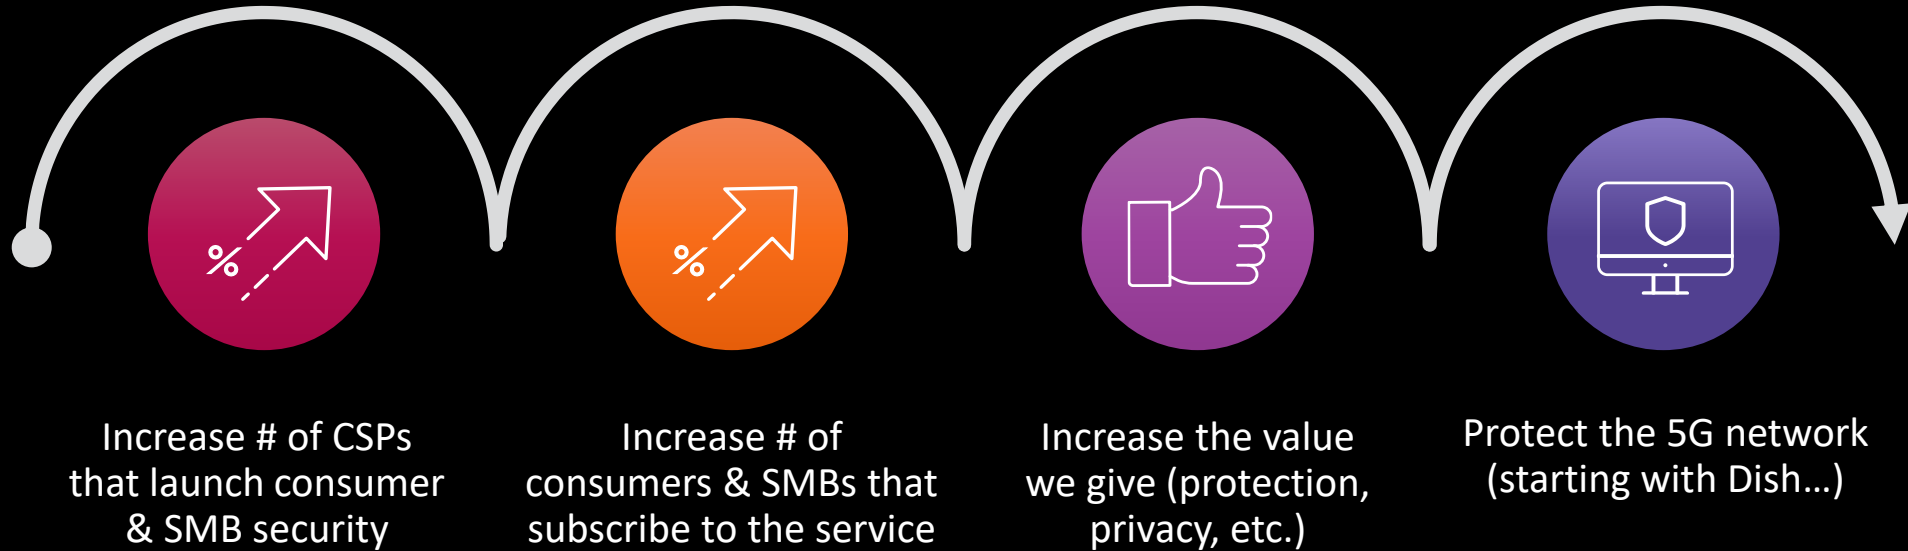 %
%
Increase # of CSPs
that launch consumer
& SMB security
Increase # of
consumers & SMBs that
subscribe to the service
Increase the value
we give (protection,
privacy, etc.)
Protect the 5G network
(starting with Dish...)